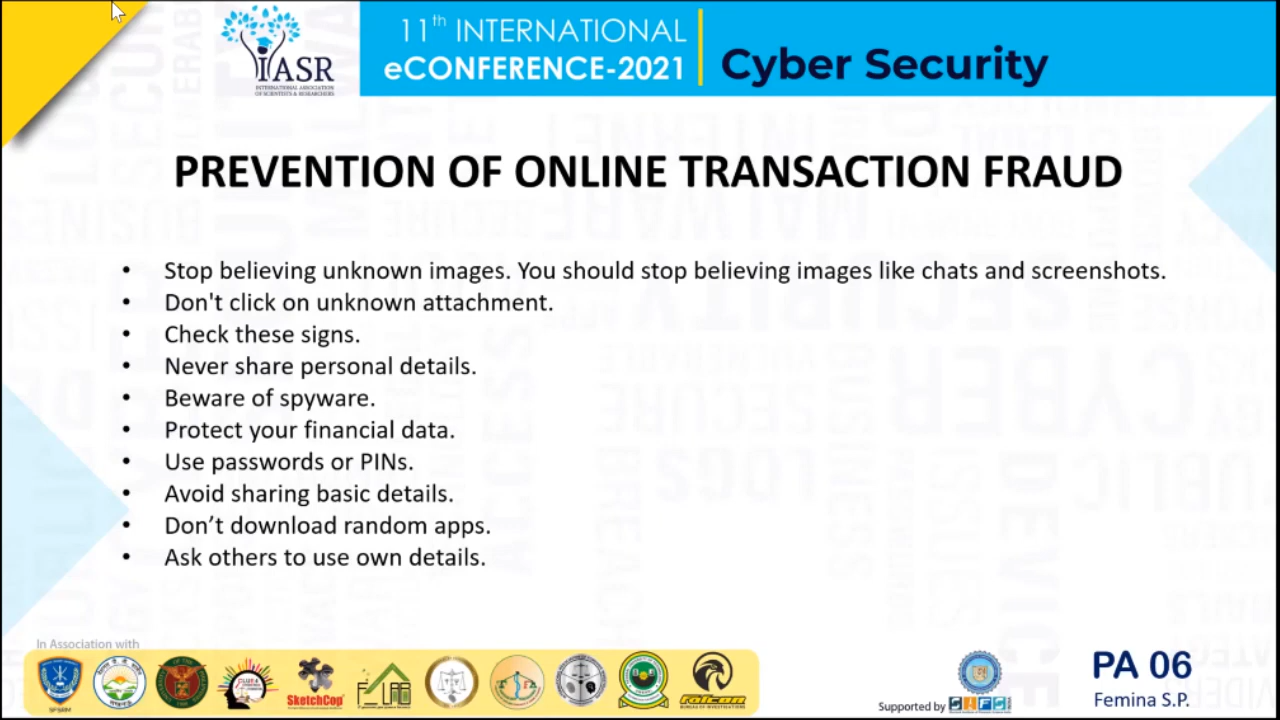 iASR
INTERNATIONAL ASSOCIATION
OF SCIENTISTS & RESEARCHERS
11th INTERNATIONAL
eCONFERENCE-2021
Cyber Security
PREVENTION OF ONLINE TRANSACTION FRAUD
• Stop believing unknown images. You should stop believing images like chats and screenshots.
• Don't click on unknown attachment.
• Check these signs.
• Never share personal details.
• Beware of spyware.
• Protect your financial data.
• Use passwords or PINs.
• Avoid sharing basic details.
• Don’t download random apps.
• Ask others to use own details.
In Association with
SketchCop
Supported by
SIFSI
PA 06
Femina S.P.